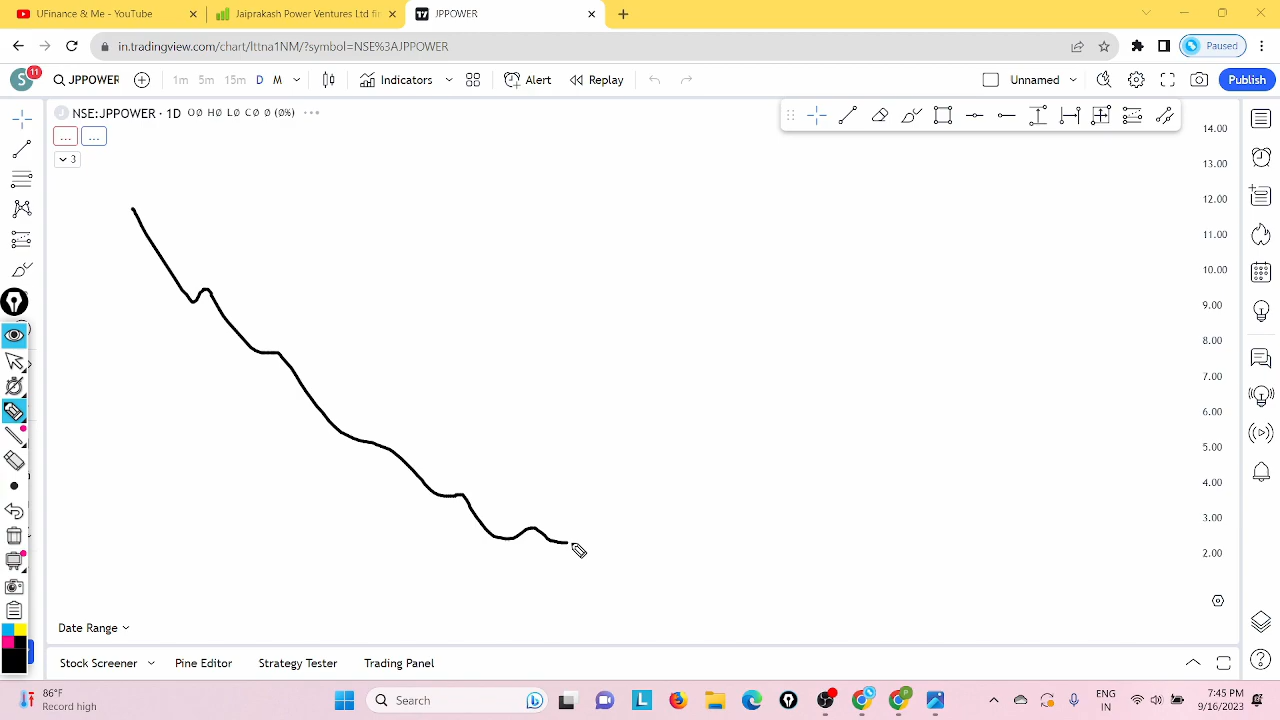 UFinance & Me - YouTube
Jaiprakash Power Ventures Ltd fi
JPPOWER
in.tradingview.com/chart/lttna1NM/?symbol=NSE%3AJPPOWER
Paused
S 11 JPPOWER 1m 5m 15m D M Indicators Alert Replay Unnamed Publish
NSE:JPPOWER · 1D O0 H0 L0 C0 0 (0%)
3
14.00
13.00
12.00
11.00
10.00
9.00
8.00
7.00
6.00
5.00
4.00
3.00
2.00
Date Range
Stock Screener Pine Editor Strategy Tester Trading Panel
86°F
Record high
Search
ENG
IN
7:45 PM
9/16/2023